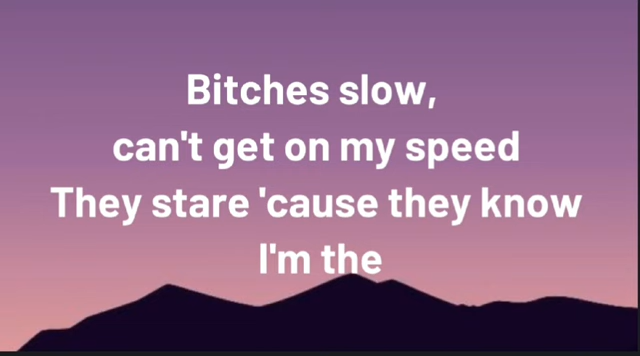 Bitches slow,
can't get on my speed
They stare 'cause they know
I'm the